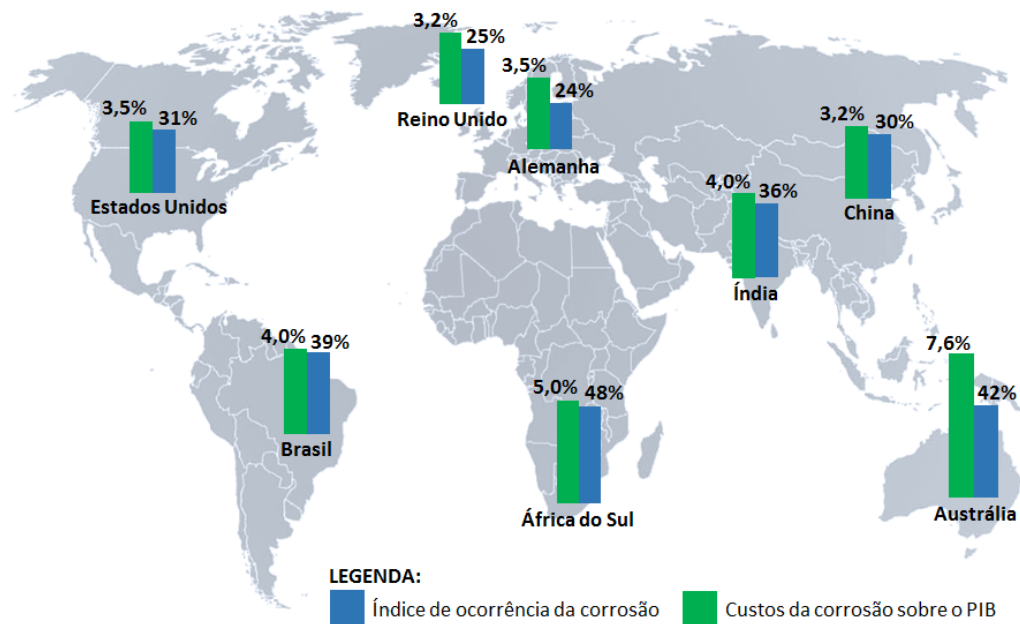 3,2%
25%
Reino Unido
3,5%
24%
Alemanha
3,5%
31%
Estados Unidos
3,2%
30%
China
4,0%
36%
Índia
4,0%
39%
Brasil
5,0%
48%
África do Sul
7,6%
42%
Austrália
LEGENDA:
Índice de ocorrência da corrosão
Custos da corrosão sobre o PIB